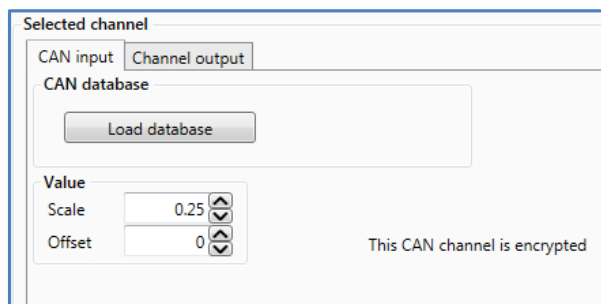 Selected channel
CAN input Channel output
CAN database
Load database
Value
Scale 0.25
Offset 0
This CAN channel is encrypted